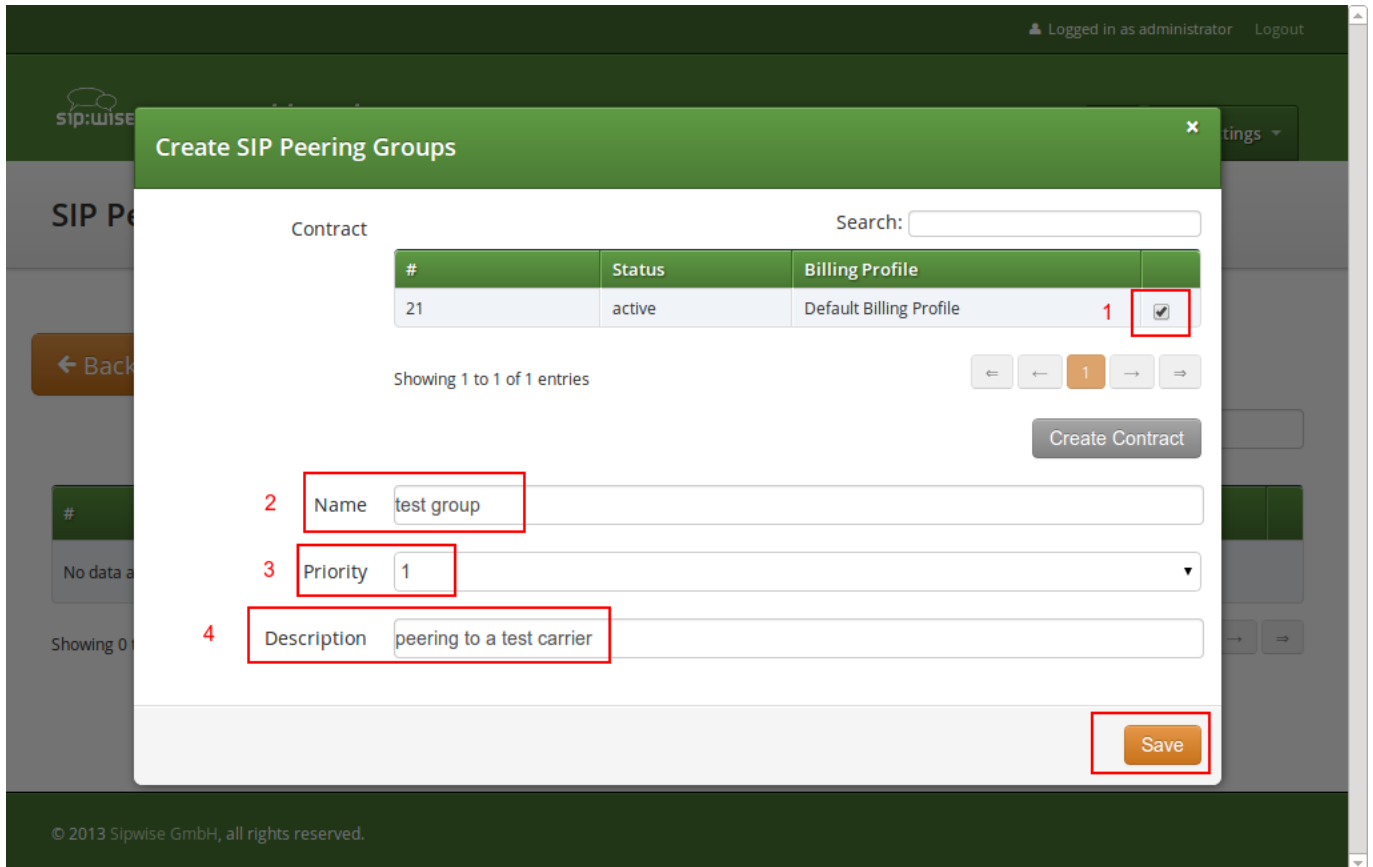 Logged in as administrator Logout
sip:wise
tings
Create SIP Peering Groups ×
SIP Pe
Contract
Search:
# Status Billing Profile
21 active Default Billing Profile 1
← Back
Showing 1 to 1 of 1 entries
⇐ ← 1 → ⇒
Create Contract
#
2 Name test group
No data a
3 Priority 1
4 Description peering to a test carrier
Showing 0 t
→ ⇒
Save
© 2013 Sipwise GmbH, all rights reserved.